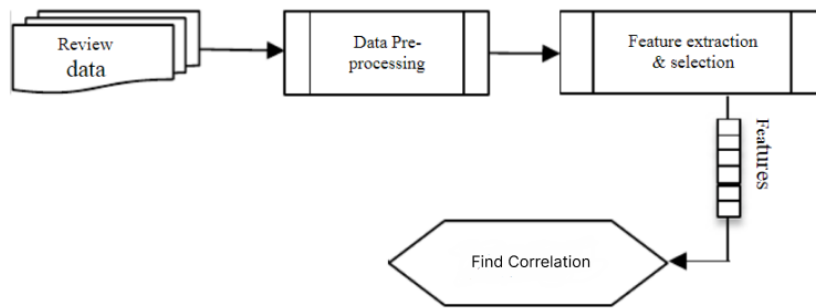 Review
data
Data Pre-
processing
Feature extraction
& selection
Features
Find Correlation